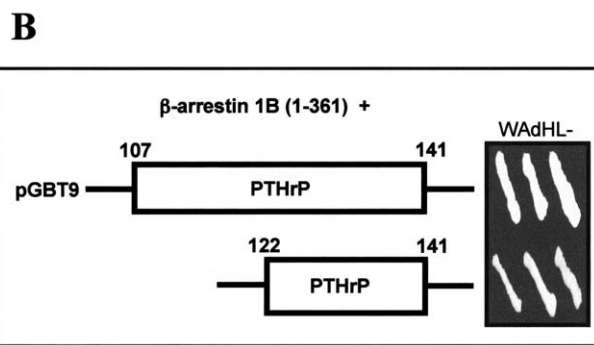 B
β-arrestin 1B (1-361) +
WAdHL-
107 141
pGBT9 PTHrP
122 141
PTHrP